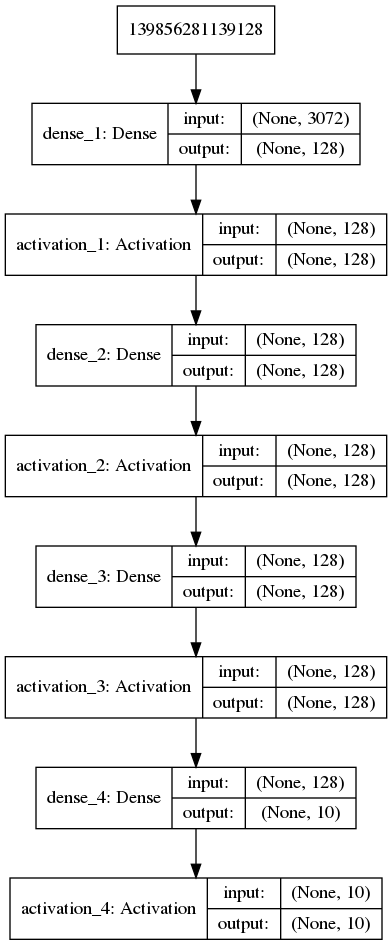 139856281139128
dense_1: Dense
input:
(None, 3072)
output:
(None, 128)
activation_1: Activation
input:
(None, 128)
output:
(None, 128)
dense_2: Dense
input:
(None, 128)
output:
(None, 128)
activation_2: Activation
input:
(None, 128)
output:
(None, 128)
dense_3: Dense
input:
(None, 128)
output:
(None, 128)
activation_3: Activation
input:
(None, 128)
output:
(None, 128)
dense_4: Dense
input:
(None, 128)
output:
(None, 10)
activation_4: Activation
input:
(None, 10)
output:
(None, 10)